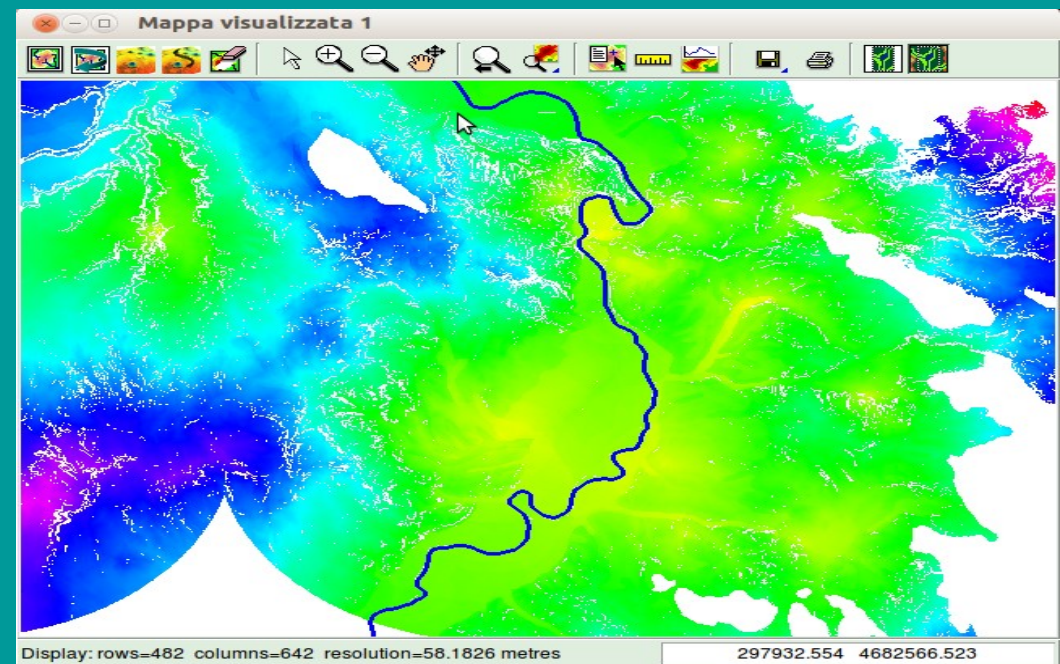 Mappa visualizzata 1
Display: rows=482 columns=642 resolution=58.1826 metres
297932.554 4682566.523